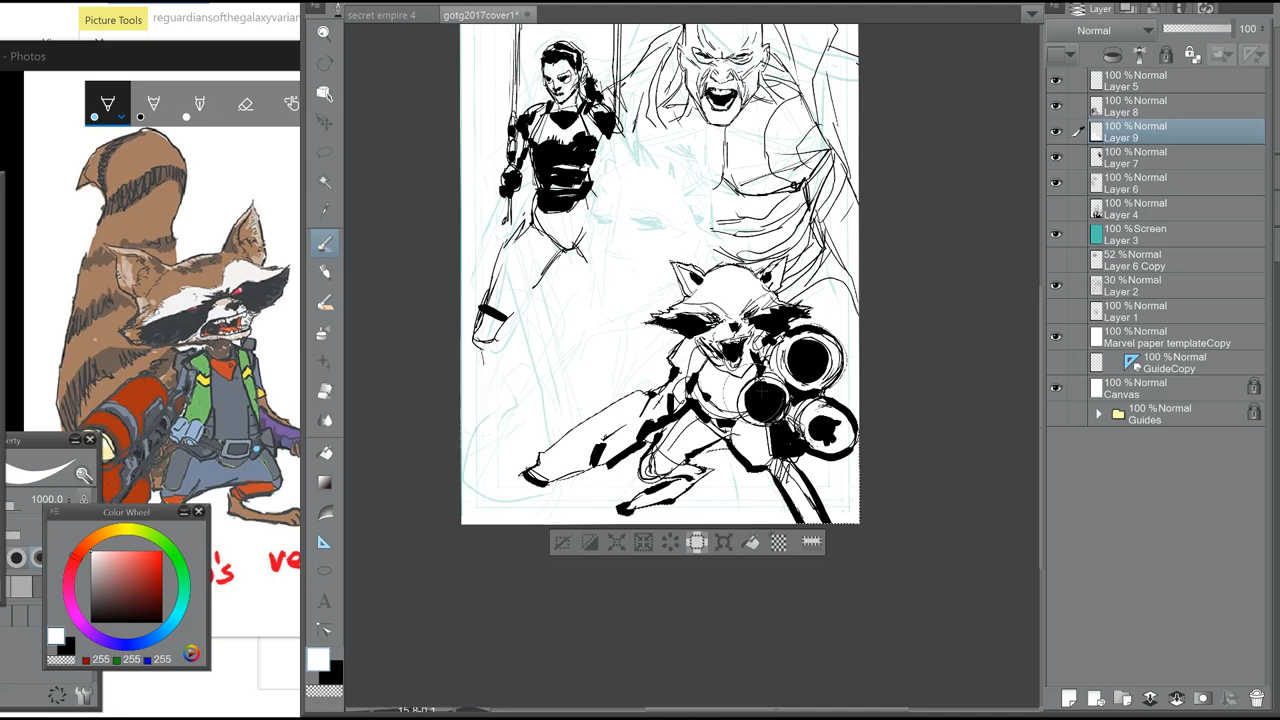 Picture Tools
reguardiansofthegalaxyvarian
- Photos
secret empire 4
gotg2017cover1*
Layer
Normal
100
100 %Normal
Layer 5
100 %Normal
Layer 8
100 %Normal
Layer 9
100 %Normal
Layer 7
100 %Normal
Layer 6
100 %Normal
Layer 4
100 %Screen
Layer 3
52 %Normal
Layer 6 Copy
30 %Normal
Layer 2
100 %Normal
Layer 1
100 %Normal
Marvel paper templateCopy
100 %Normal
GuideCopy
100 %Normal
Canvas
100 %Normal
Guides
perty
1000.0
Color Wheel
255 255 255
's ve
A